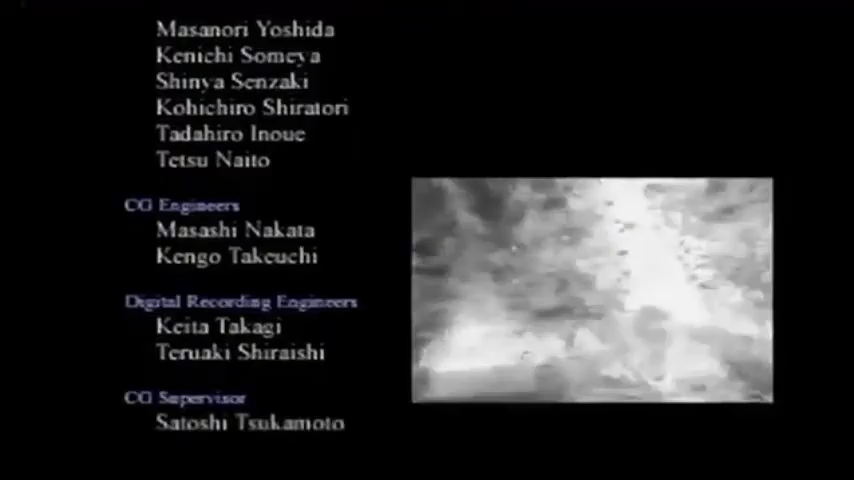 Masanori Yoshida
Kenichi Someya
Shinya Senzaki
Kohichiro Shiratori
Tadahiro Inoue
Tetsu Naito
CG Engineers
Masashi Nakata
Kengo Takeuchi
Digital Recording Engineers
Keita Takagi
Teruaki Shiraishi
CG Supervisor
Satoshi Tsukamoto